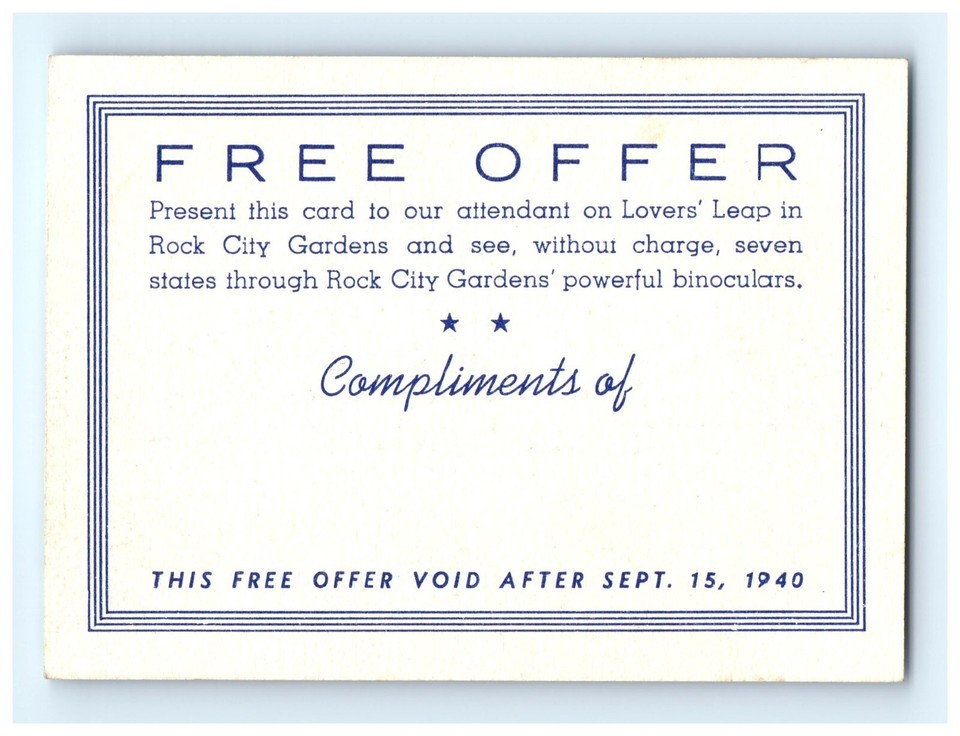 FREE OFFER
Present this card to our attendant on Lovers' Leap in
Rock City Gardens and see, without charge, seven
states through Rock City Gardens' powerful binoculars.
★ ★
Compliments of
THIS FREE OFFER VOID AFTER SEPT. 15, 1940